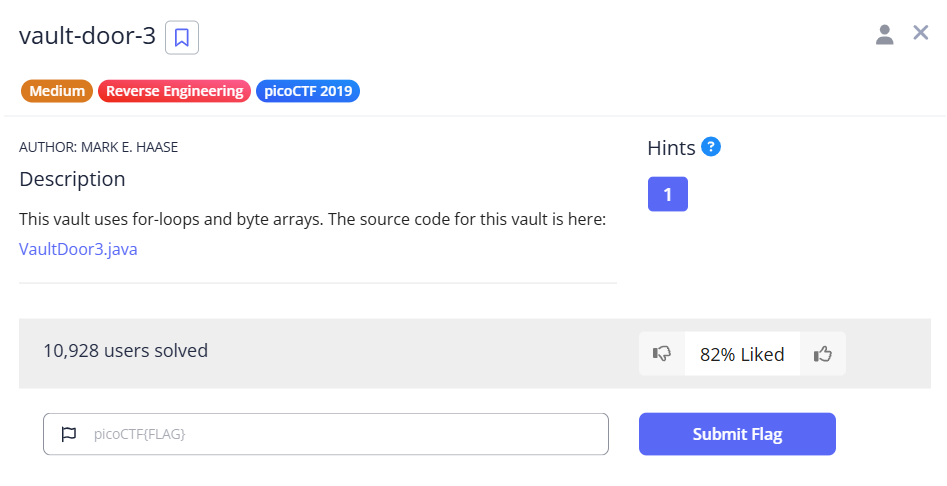 vault-door-3
Medium Reverse Engineering picoCTF 2019
AUTHOR: MARK E. HAASE
Description
This vault uses for-loops and byte arrays. The source code for this vault is here:
VaultDoor3.java
Hints ?
1
10,928 users solved
82% Liked
picoCTF{FLAG}
Submit Flag